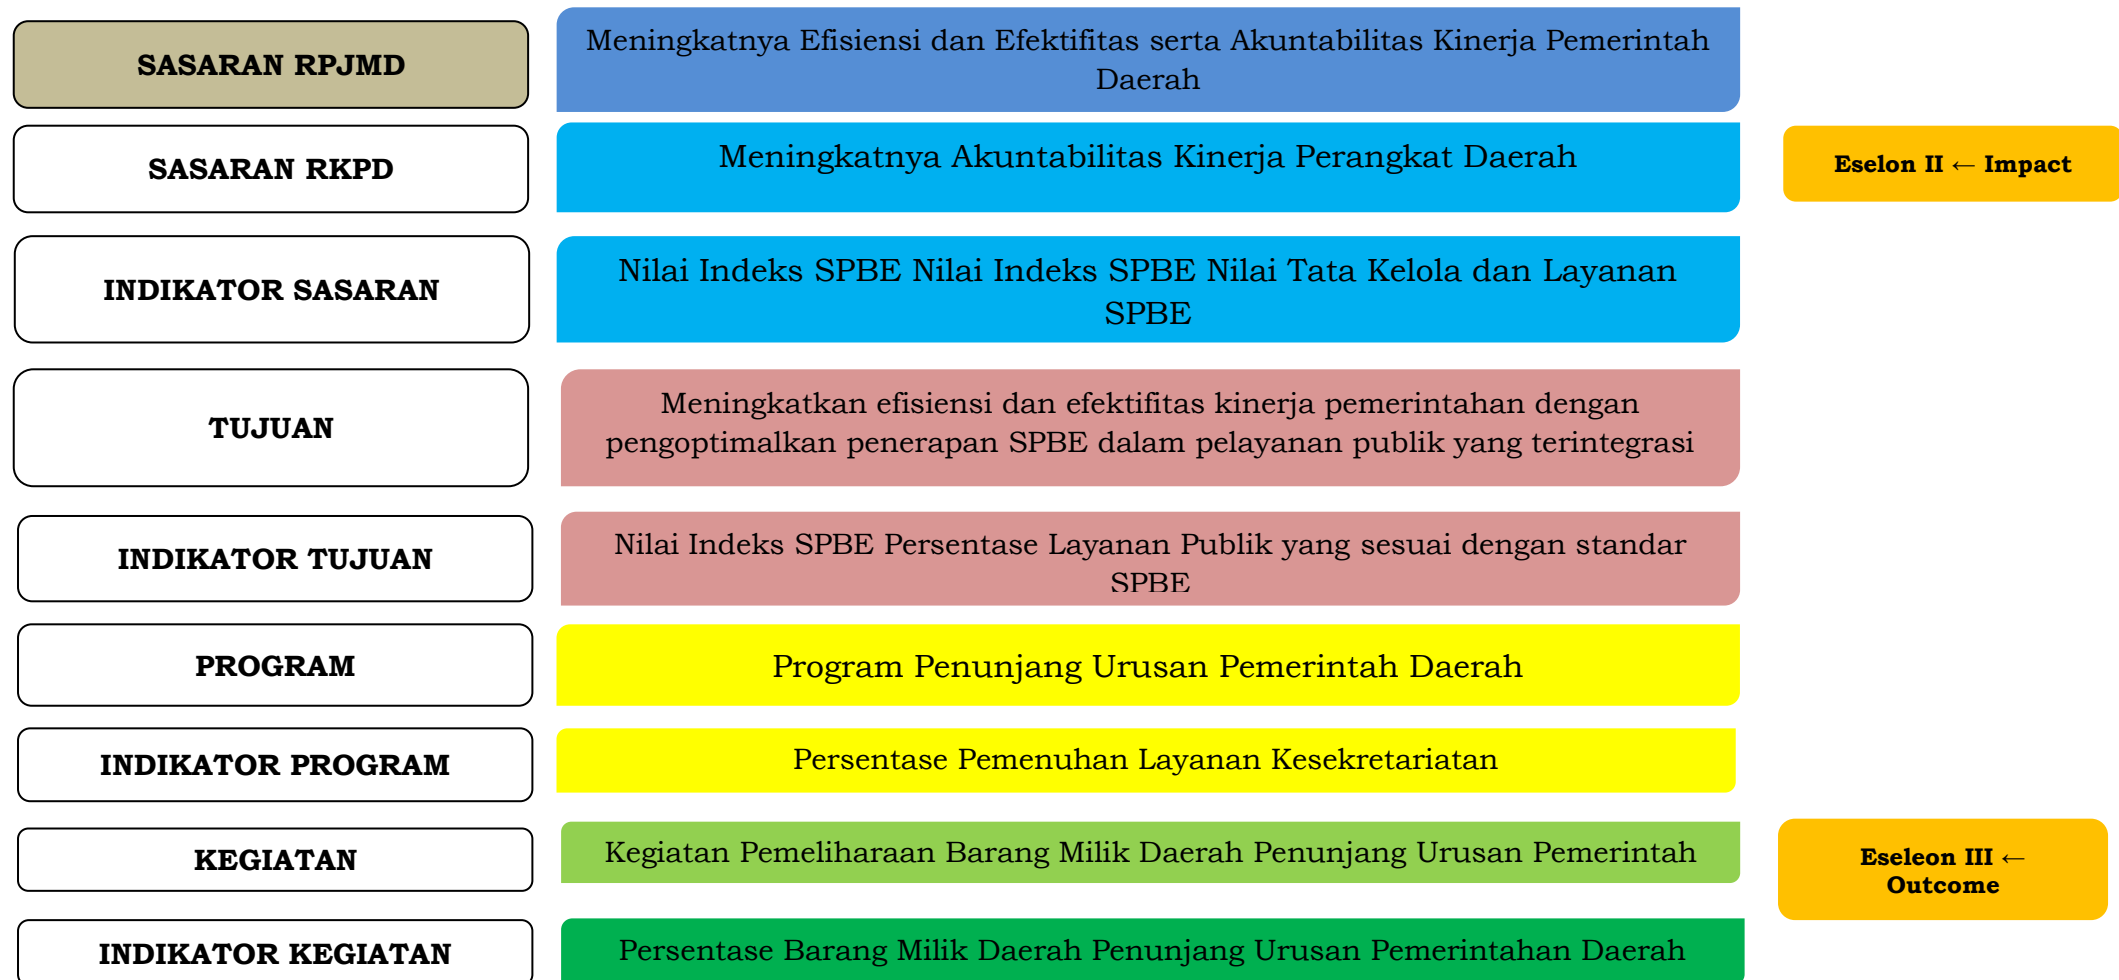 SASARAN RPJMD
Meningkatnya Efisiensi dan Efektifitas serta Akuntabilitas Kinerja Pemerintah
Daerah
SASARAN RKPD
Meningkatnya Akuntabilitas Kinerja Perangkat Daerah
Eselon II ← Impact
INDIKATOR SASARAN
Nilai Indeks SPBE Nilai Indeks SPBE Nilai Tata Kelola dan Layanan
SPBE
TUJUAN
Meningkatkan efisiensi dan efektifitas kinerja pemerintahan dengan
pengoptimalkan penerapan SPBE dalam pelayanan publik yang terintegrasi
INDIKATOR TUJUAN
Nilai Indeks SPBE Persentase Layanan Publik yang sesuai dengan standar
SPBE
PROGRAM
Program Penunjang Urusan Pemerintah Daerah
INDIKATOR PROGRAM
Persentase Pemenuhan Layanan Kesekretariatan
KEGIATAN
Kegiatan Pemeliharaan Barang Milik Daerah Penunjang Urusan Pemerintah
Eseleon III ←
Outcome
INDIKATOR KEGIATAN
Persentase Barang Milik Daerah Penunjang Urusan Pemerintahan Daerah